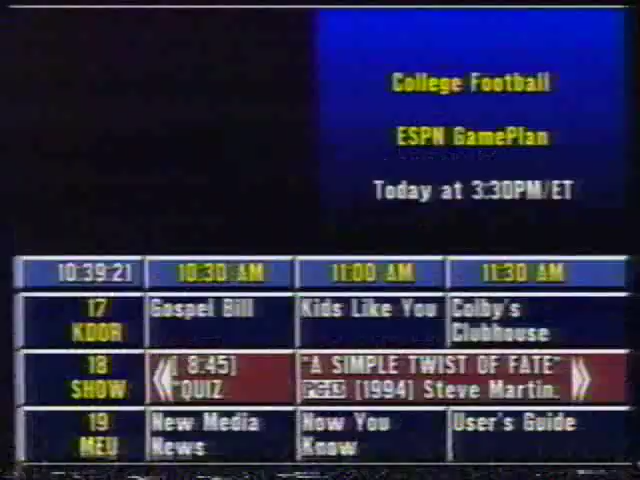 College Football
ESPN GamePlan
Today at 3:30PM/ET
10:39:21 10:30 AM 11:00 AM 11:30 AM
17 Gospel Bill Kids Like You Colby's
KDOR Clubhouse
18 [ 8:45] "A SIMPLE TWIST OF FATE"
SHOW "QUIZ PG13 [1994] Steve Martin.
19 New Media Now You User's Guide
MEU News Know